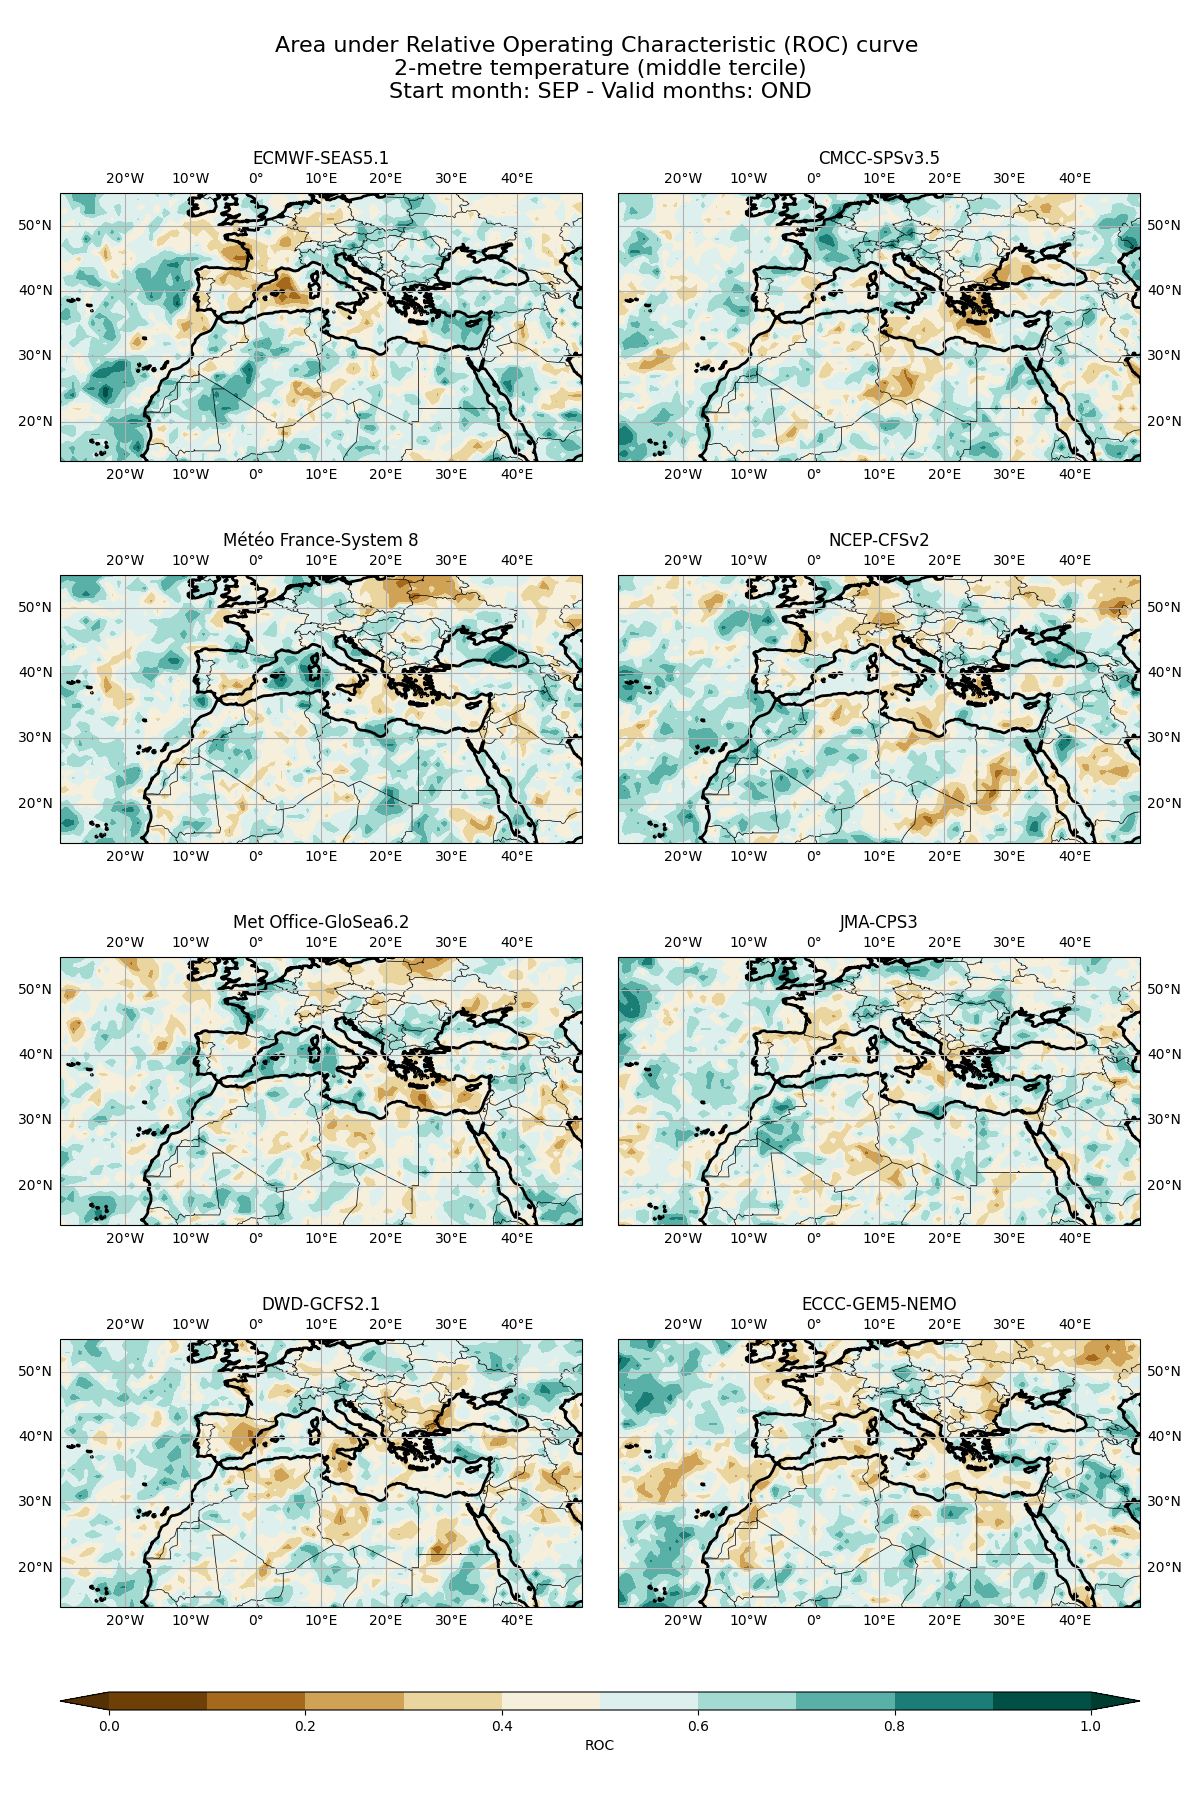 Area under Relative Operating Characteristic (ROC) curve
2-metre temperature (middle tercile)
Start month: SEP - Valid months: OND
ECMWF-SEAS5.1
CMCC-SPSv3.5
20°W 10°W 0° 10°E 20°E 30°E 40°E
20°W 10°W 0° 10°E 20°E 30°E 40°E
50°N
50°N
40°N
40°N
30°N
30°N
20°N
20°N
20°W 10°W 0° 10°E 20°E 30°E 40°E
20°W 10°W 0° 10°E 20°E 30°E 40°E
Météo France-System 8
NCEP-CFSv2
20°W 10°W 0° 10°E 20°E 30°E 40°E
20°W 10°W 0° 10°E 20°E 30°E 40°E
50°N
50°N
40°N
40°N
30°N
30°N
20°N
20°N
20°W 10°W 0° 10°E 20°E 30°E 40°E
20°W 10°W 0° 10°E 20°E 30°E 40°E
Met Office-GloSea6.2
JMA-CPS3
20°W 10°W 0° 10°E 20°E 30°E 40°E
20°W 10°W 0° 10°E 20°E 30°E 40°E
50°N
50°N
40°N
40°N
30°N
30°N
20°N
20°N
20°W 10°W 0° 10°E 20°E 30°E 40°E
20°W 10°W 0° 10°E 20°E 30°E 40°E
DWD-GCFS2.1
ECCC-GEM5-NEMO
20°W 10°W 0° 10°E 20°E 30°E 40°E
20°W 10°W 0° 10°E 20°E 30°E 40°E
50°N
50°N
40°N
40°N
30°N
30°N
20°N
20°N
20°W 10°W 0° 10°E 20°E 30°E 40°E
20°W 10°W 0° 10°E 20°E 30°E 40°E
0.0 0.2 0.4 0.6 0.8 1.0
ROC